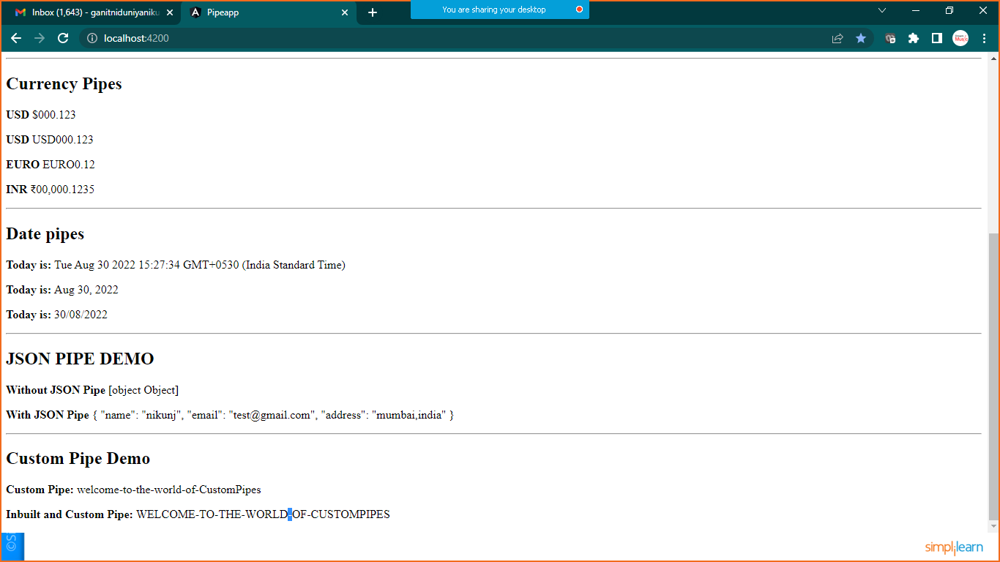 Inbox (1,643) - ganitniduniyaniku
Pipeapp
You are sharing your desktop
localhost:4200
Currency Pipes
USD $000.123
USD USD000.123
EURO EURO0.12
INR ₹00,000.1235
Date pipes
Today is: Tue Aug 30 2022 15:27:34 GMT+0530 (India Standard Time)
Today is: Aug 30, 2022
Today is: 30/08/2022
JSON PIPE DEMO
Without JSON Pipe [object Object]
With JSON Pipe { "name": "nikunj", "email": "test@gmail.com", "address": "mumbai,india" }
Custom Pipe Demo
Custom Pipe: welcome-to-the-world-of-CustomPipes
Inbuilt and Custom Pipe: WELCOME-TO-THE-WORLD-OF-CUSTOMPIPES
©S
simplilearn